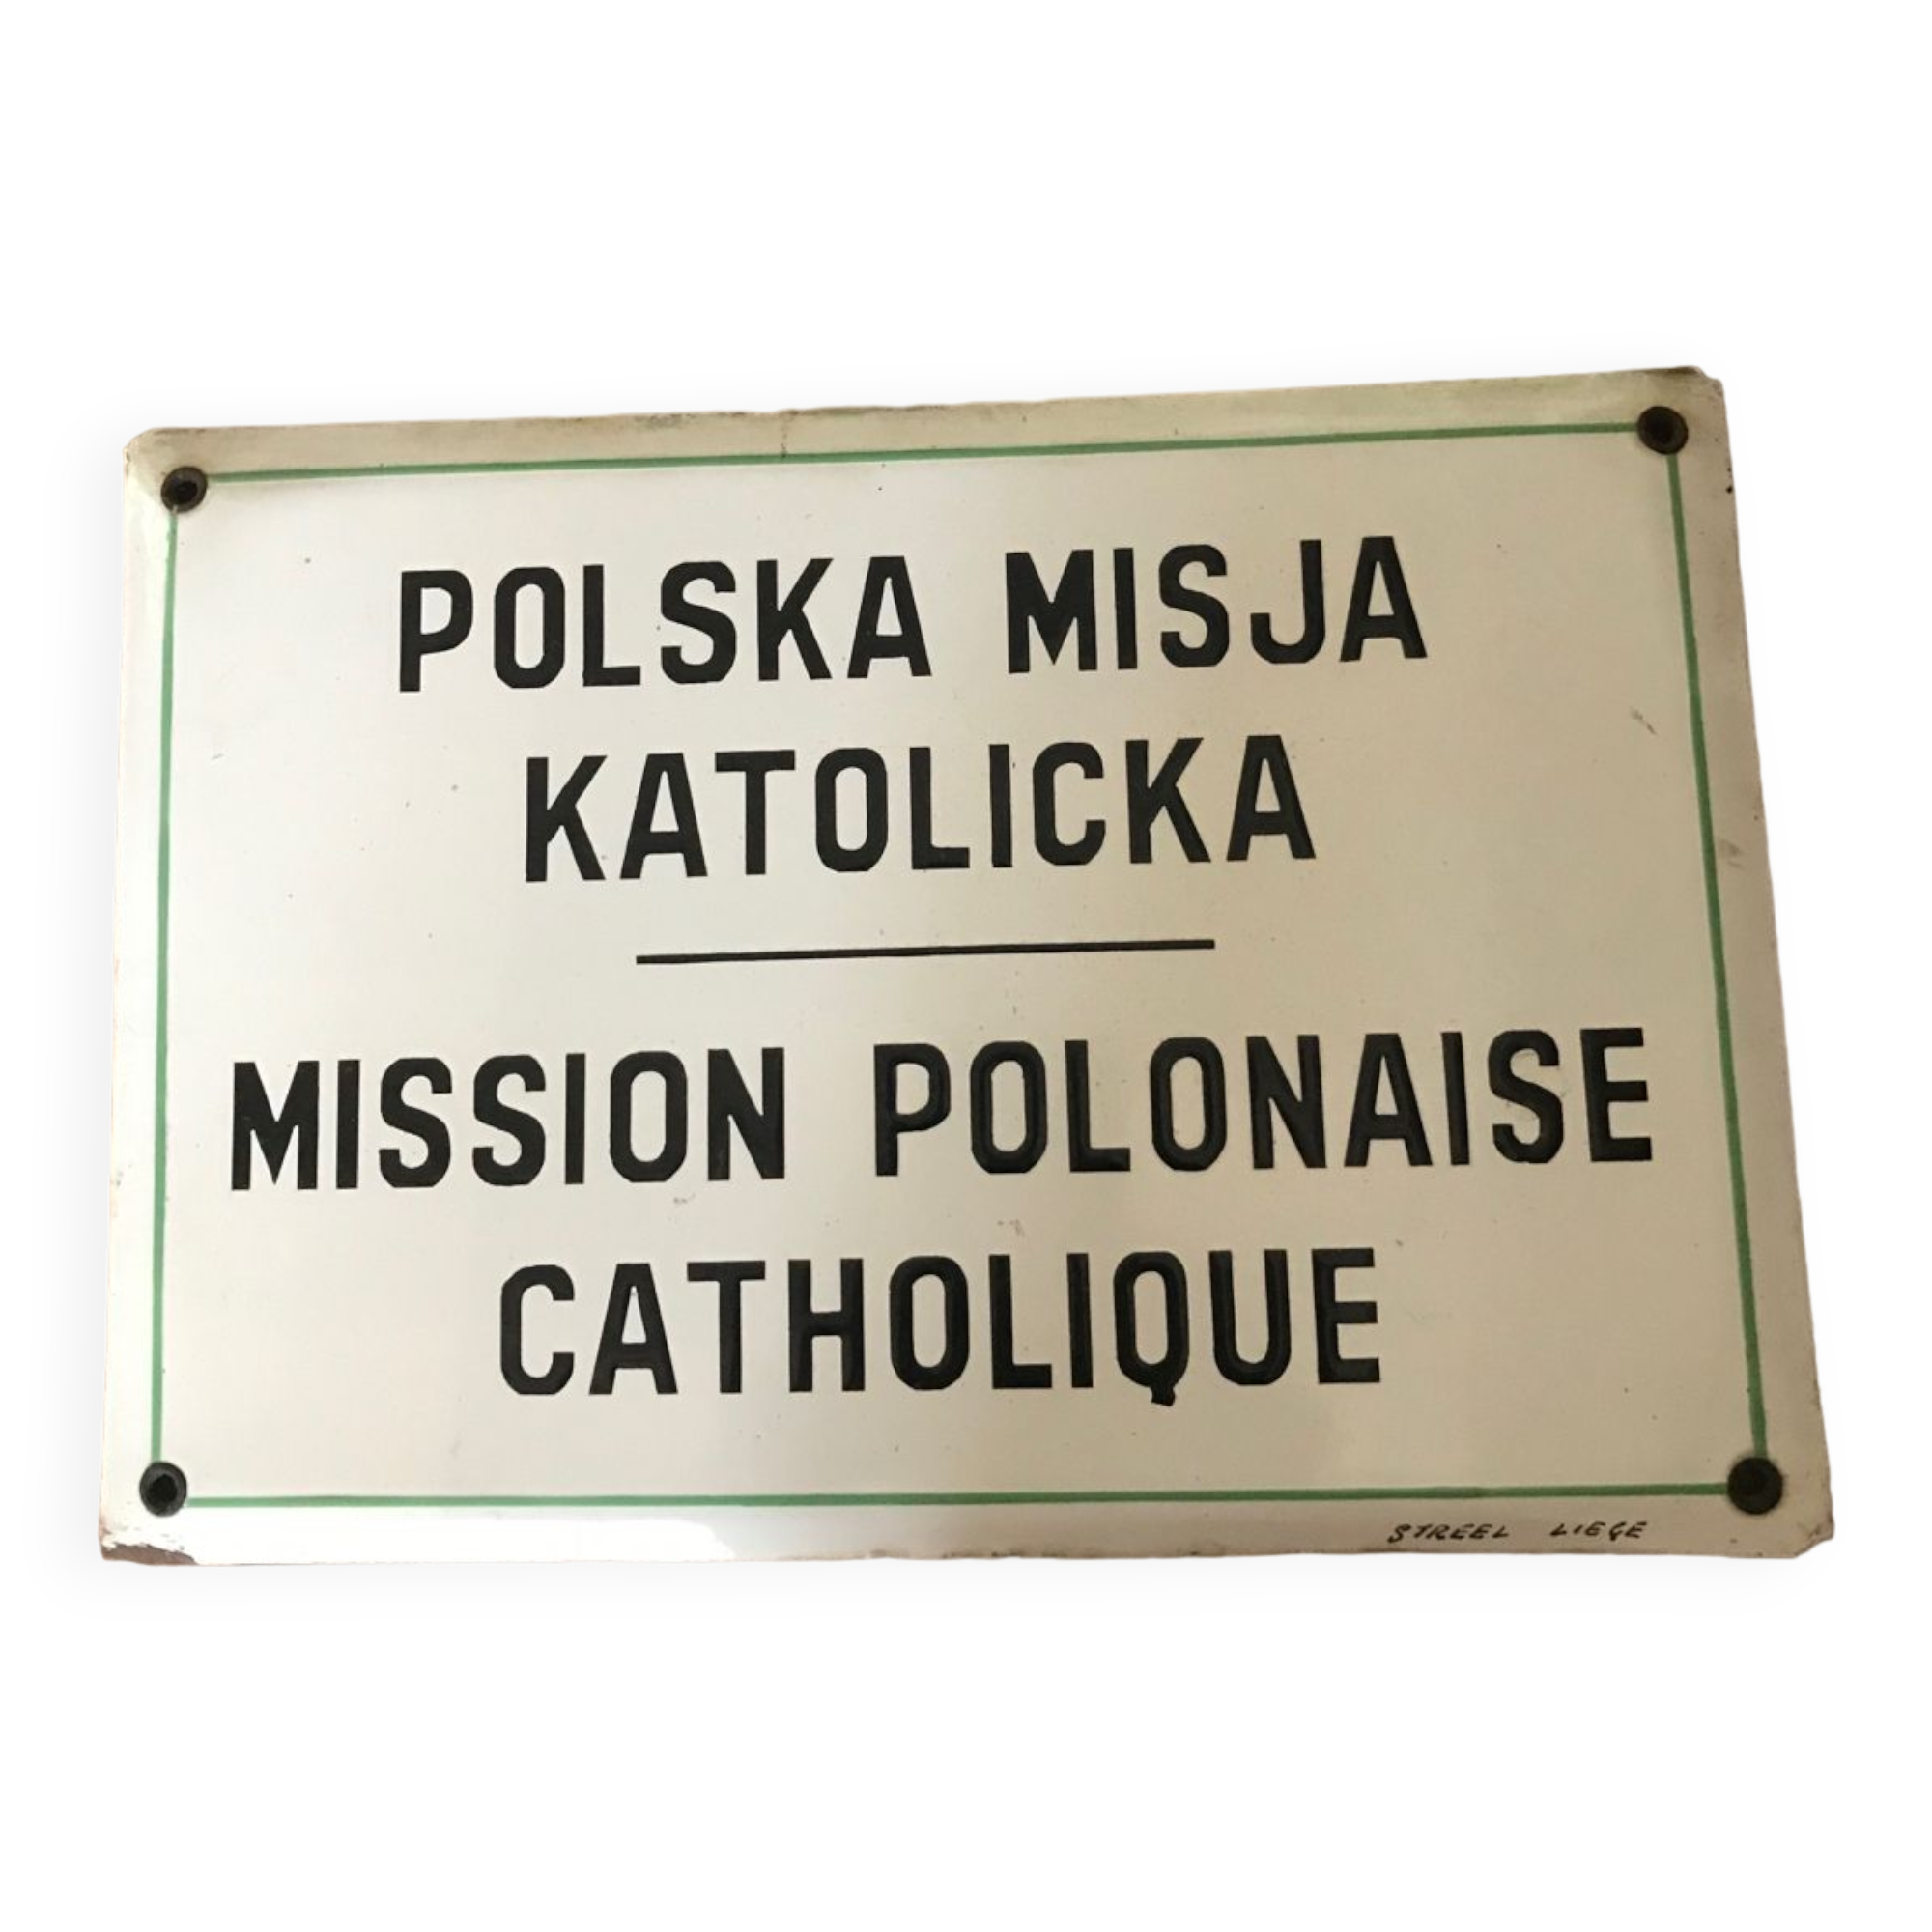 POLSKA MISJA
KATOLICKA
MISSION POLONAISE
CATHOLIQUE
STREEL LIEGE